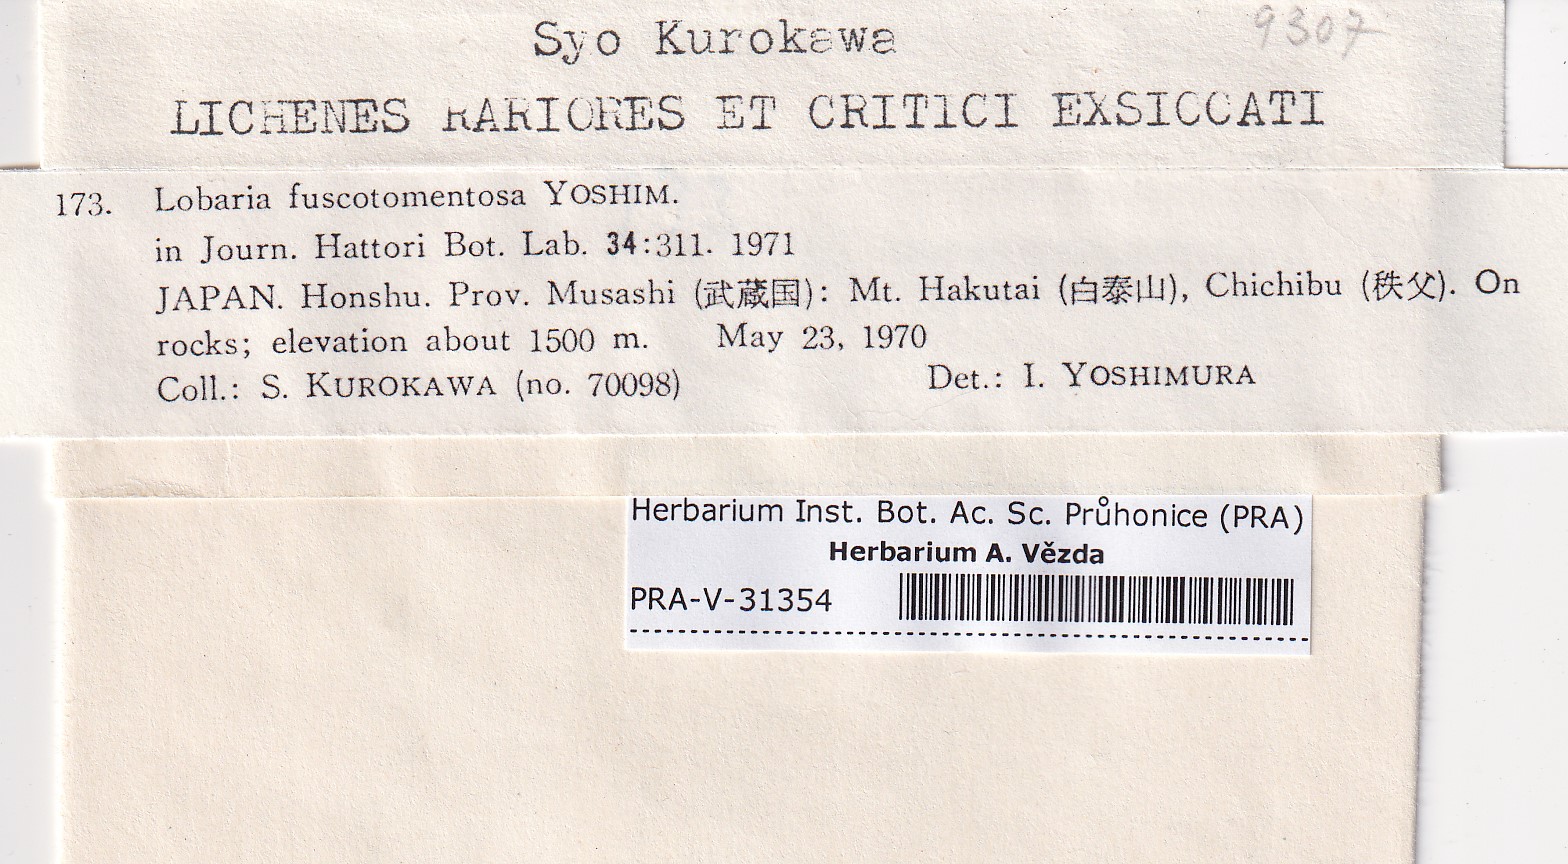 9307
Syo Kurokawa
LICHENES RARIORES ET CRITICI EXSICCATI
173. Lobaria fuscotomentosa YOSHIM.
in Journ. Hattori Bot. Lab. 34:311. 1971
JAPAN. Honshu. Prov. Musashi (武蔵国): Mt. Hakutai (白泰山), Chichibu (秩父). On
rocks; elevation about 1500 m. May 23, 1970
Coll.: S. KUROKAWA (no. 70098) Det.: I. YOSHIMURA
Herbarium Inst. Bot. Ac. Sc. Průhonice (PRA)
Herbarium A. Vězda
PRA-V-31354